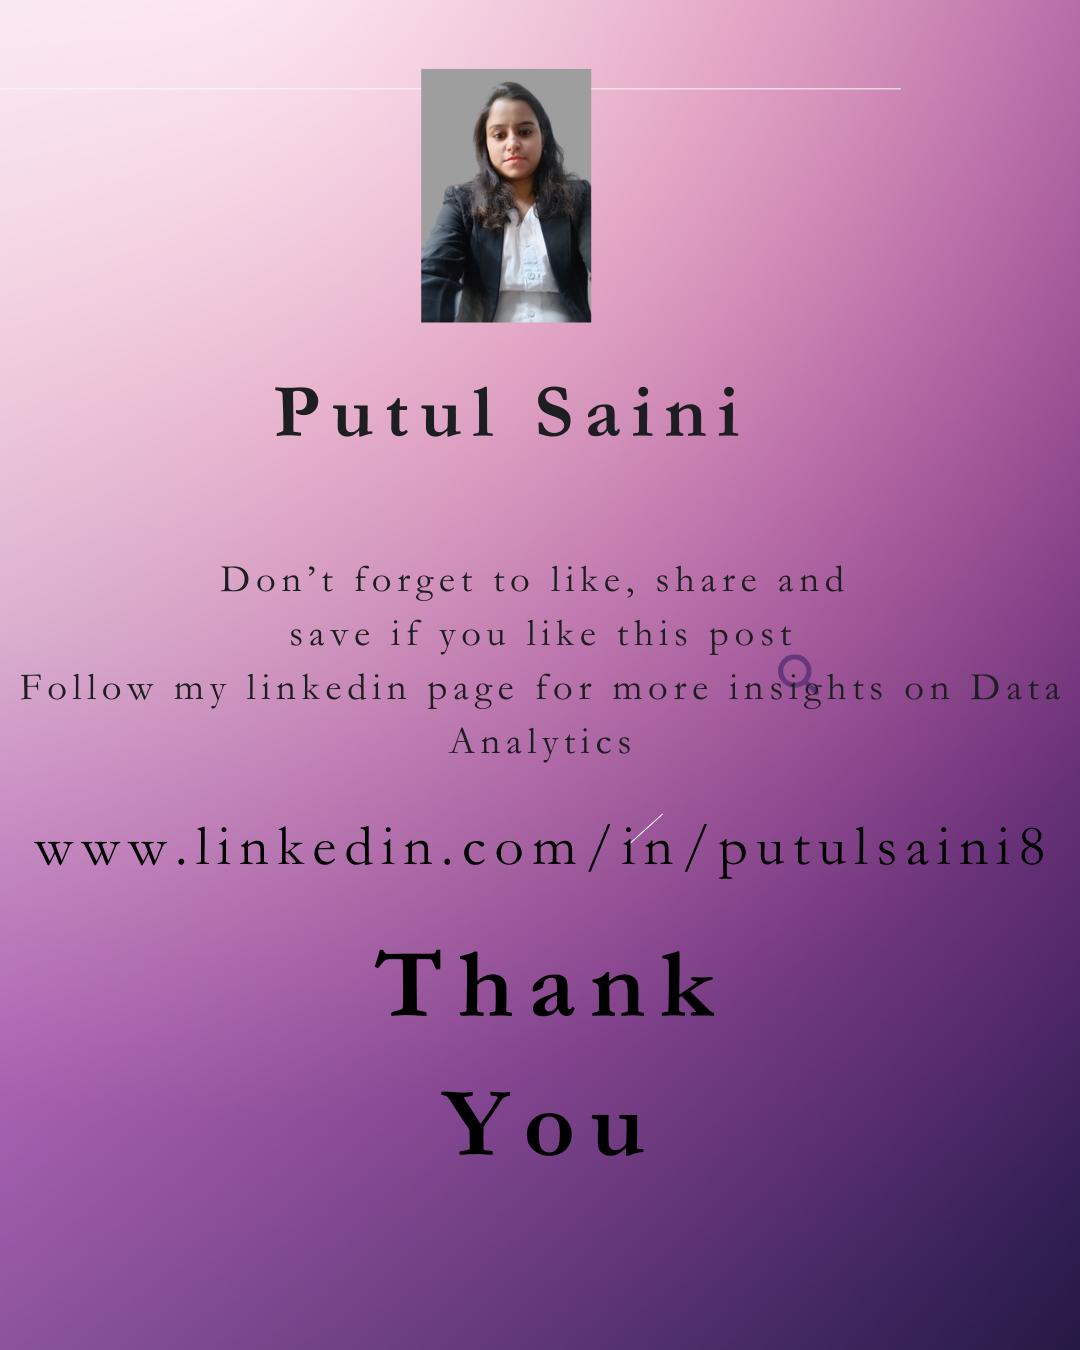 Putul Saini
Don’t forget to like, share and
save if you like this post
Follow my linkedin page for more insights on Data
Analytics
www.linkedin.com/in/putulsaini8
Thank
You